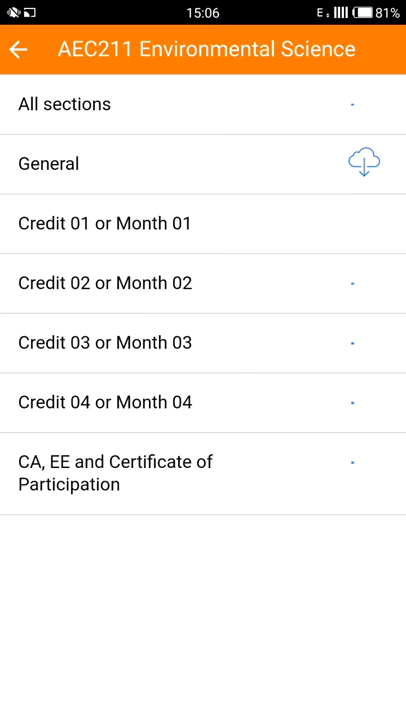 15:06
E
81%
AEC211 Environmental Science
All sections
General
Credit 01 or Month 01
Credit 02 or Month 02
Credit 03 or Month 03
Credit 04 or Month 04
CA, EE and Certificate of
Participation